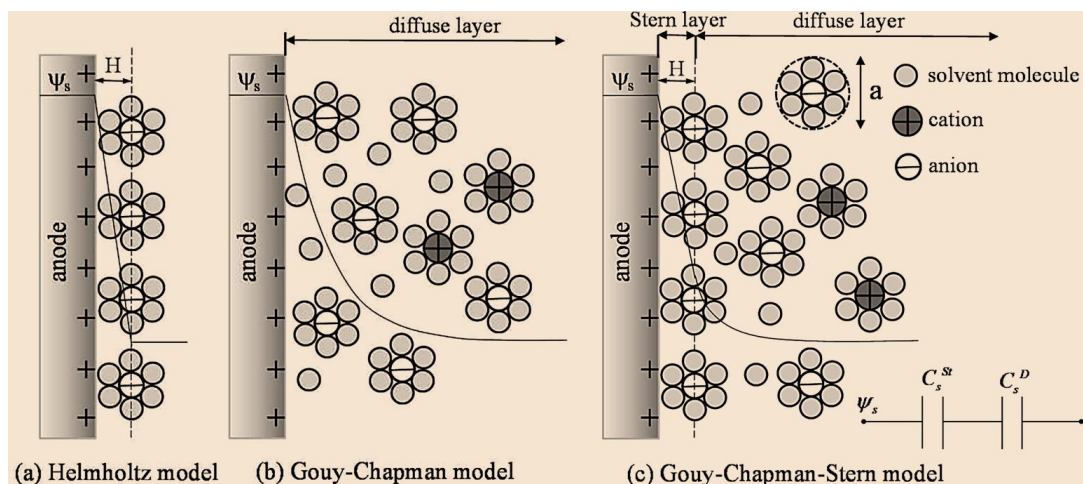 diffuse layer
Stern layer
diffuse layer
H
ψs
anode
ψs
anode
H
ψs
anode
a
solvent molecule
cation
anion
ψs
Cs St
Cs D
(a) Helmholtz model
(b) Gouy-Chapman model
(c) Gouy-Chapman-Stern model